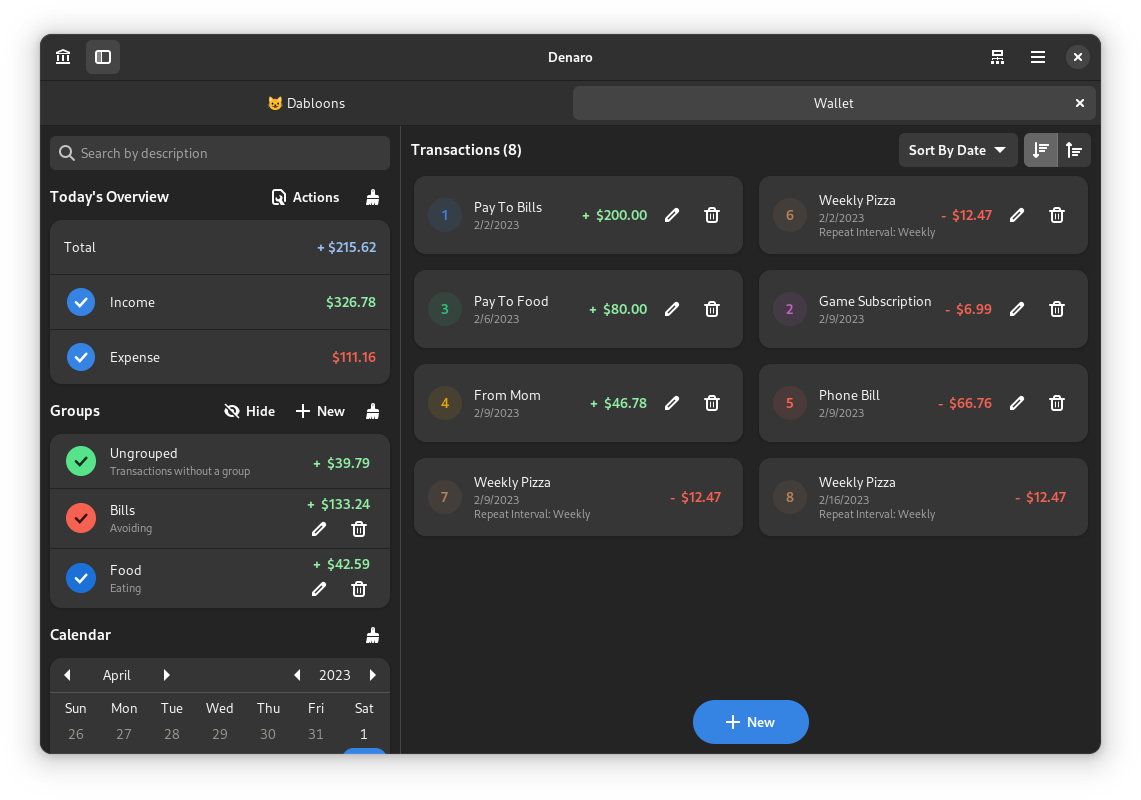 Denaro
😼 Dabloons
Wallet
Search by description
Today's Overview
Actions
Total
+ $215.62
Income
$326.78
Expense
$111.16
Groups
Hide
New
Ungrouped
Transactions without a group
+ $39.79
Bills
Avoiding
+ $133.24
Food
Eating
+ $42.59
Calendar
April
2023
Sun Mon Tue Wed Thu Fri Sat
26 27 28 29 30 31 1
Transactions (8)
Sort By Date
1
Pay To Bills
2/2/2023
+ $200.00
6
Weekly Pizza
2/2/2023
Repeat Interval: Weekly
- $12.47
3
Pay To Food
2/6/2023
+ $80.00
2
Game Subscription
2/9/2023
- $6.99
4
From Mom
2/9/2023
+ $46.78
5
Phone Bill
2/9/2023
- $66.76
7
Weekly Pizza
2/9/2023
Repeat Interval: Weekly
- $12.47
8
Weekly Pizza
2/16/2023
Repeat Interval: Weekly
- $12.47
New